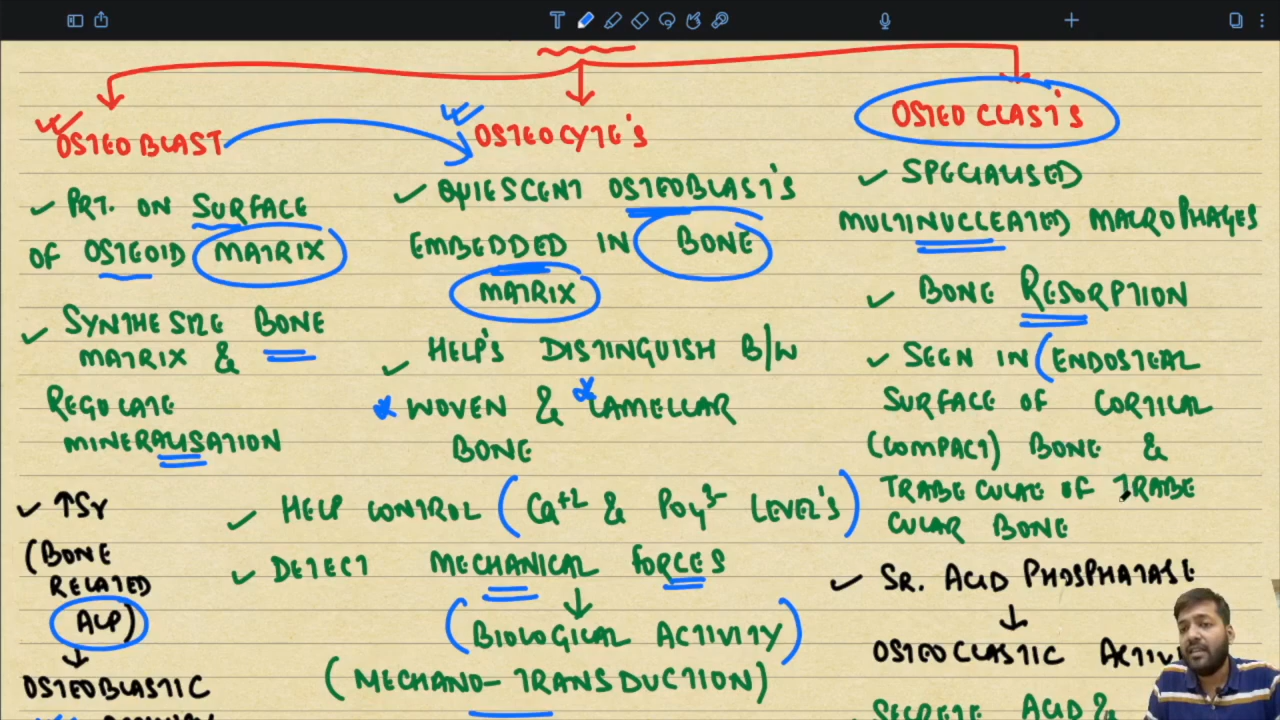 OSTEOBLAST
PRT. ON SURFACE
OF OSTEOID MATRIX
SYNTHESIZE BONE
MATRIX &
REGULATE
MINERALISATION
↑Sr
(BONE
RELATED
ALP)
↓
OSTEOBLASTIC
OSTEOCYTE'S
QUIESCENT OSTEOBLAST'S
EMBEDDED IN BONE
MATRIX
HELP'S DISTINGUISH B/W
WOVEN & LAMELLAR
BONE
HELP CONTROL (Ca+2 & PO4 3- LEVEL'S)
DETECT MECHANICAL FORCES
↓
(BIOLOGICAL ACTIVITY)
(MECHANO-TRANSDUCTION)
OSTEOCLAST'S
SPECIALISED
MULTINUCLEATED MACROPHAGES
BONE RESORPTION
SEEN IN (ENDOSTEAL
SURFACE OF CORTICAL
(COMPACT) BONE &
TRABECULAE OF TRABE
CULAR BONE
SR. ACID PHOSPHATASE
↓
OSTEOCLASTIC
SECRETE ACID &